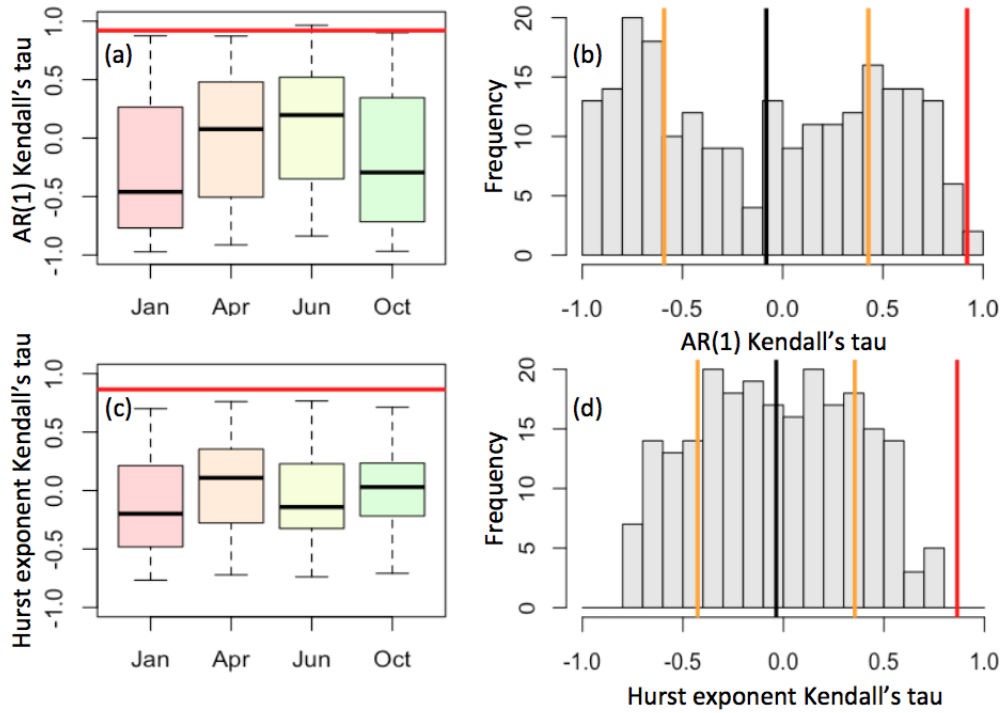 AR(1) Kendall's tau
1.0
0.5
0.0
-0.5
-1.0
(a)
Jan Apr Jun Oct
Frequency
20
15
10
5
0
(b)
-1.0 -0.5 0.0 0.5 1.0
AR(1) Kendall's tau
Hurst exponent Kendall's tau
1.0
0.5
0.0
-0.5
-1.0
(c)
Jan Apr Jun Oct
Frequency
20
15
10
5
0
(d)
-1.0 -0.5 0.0 0.5 1.0
Hurst exponent Kendall's tau